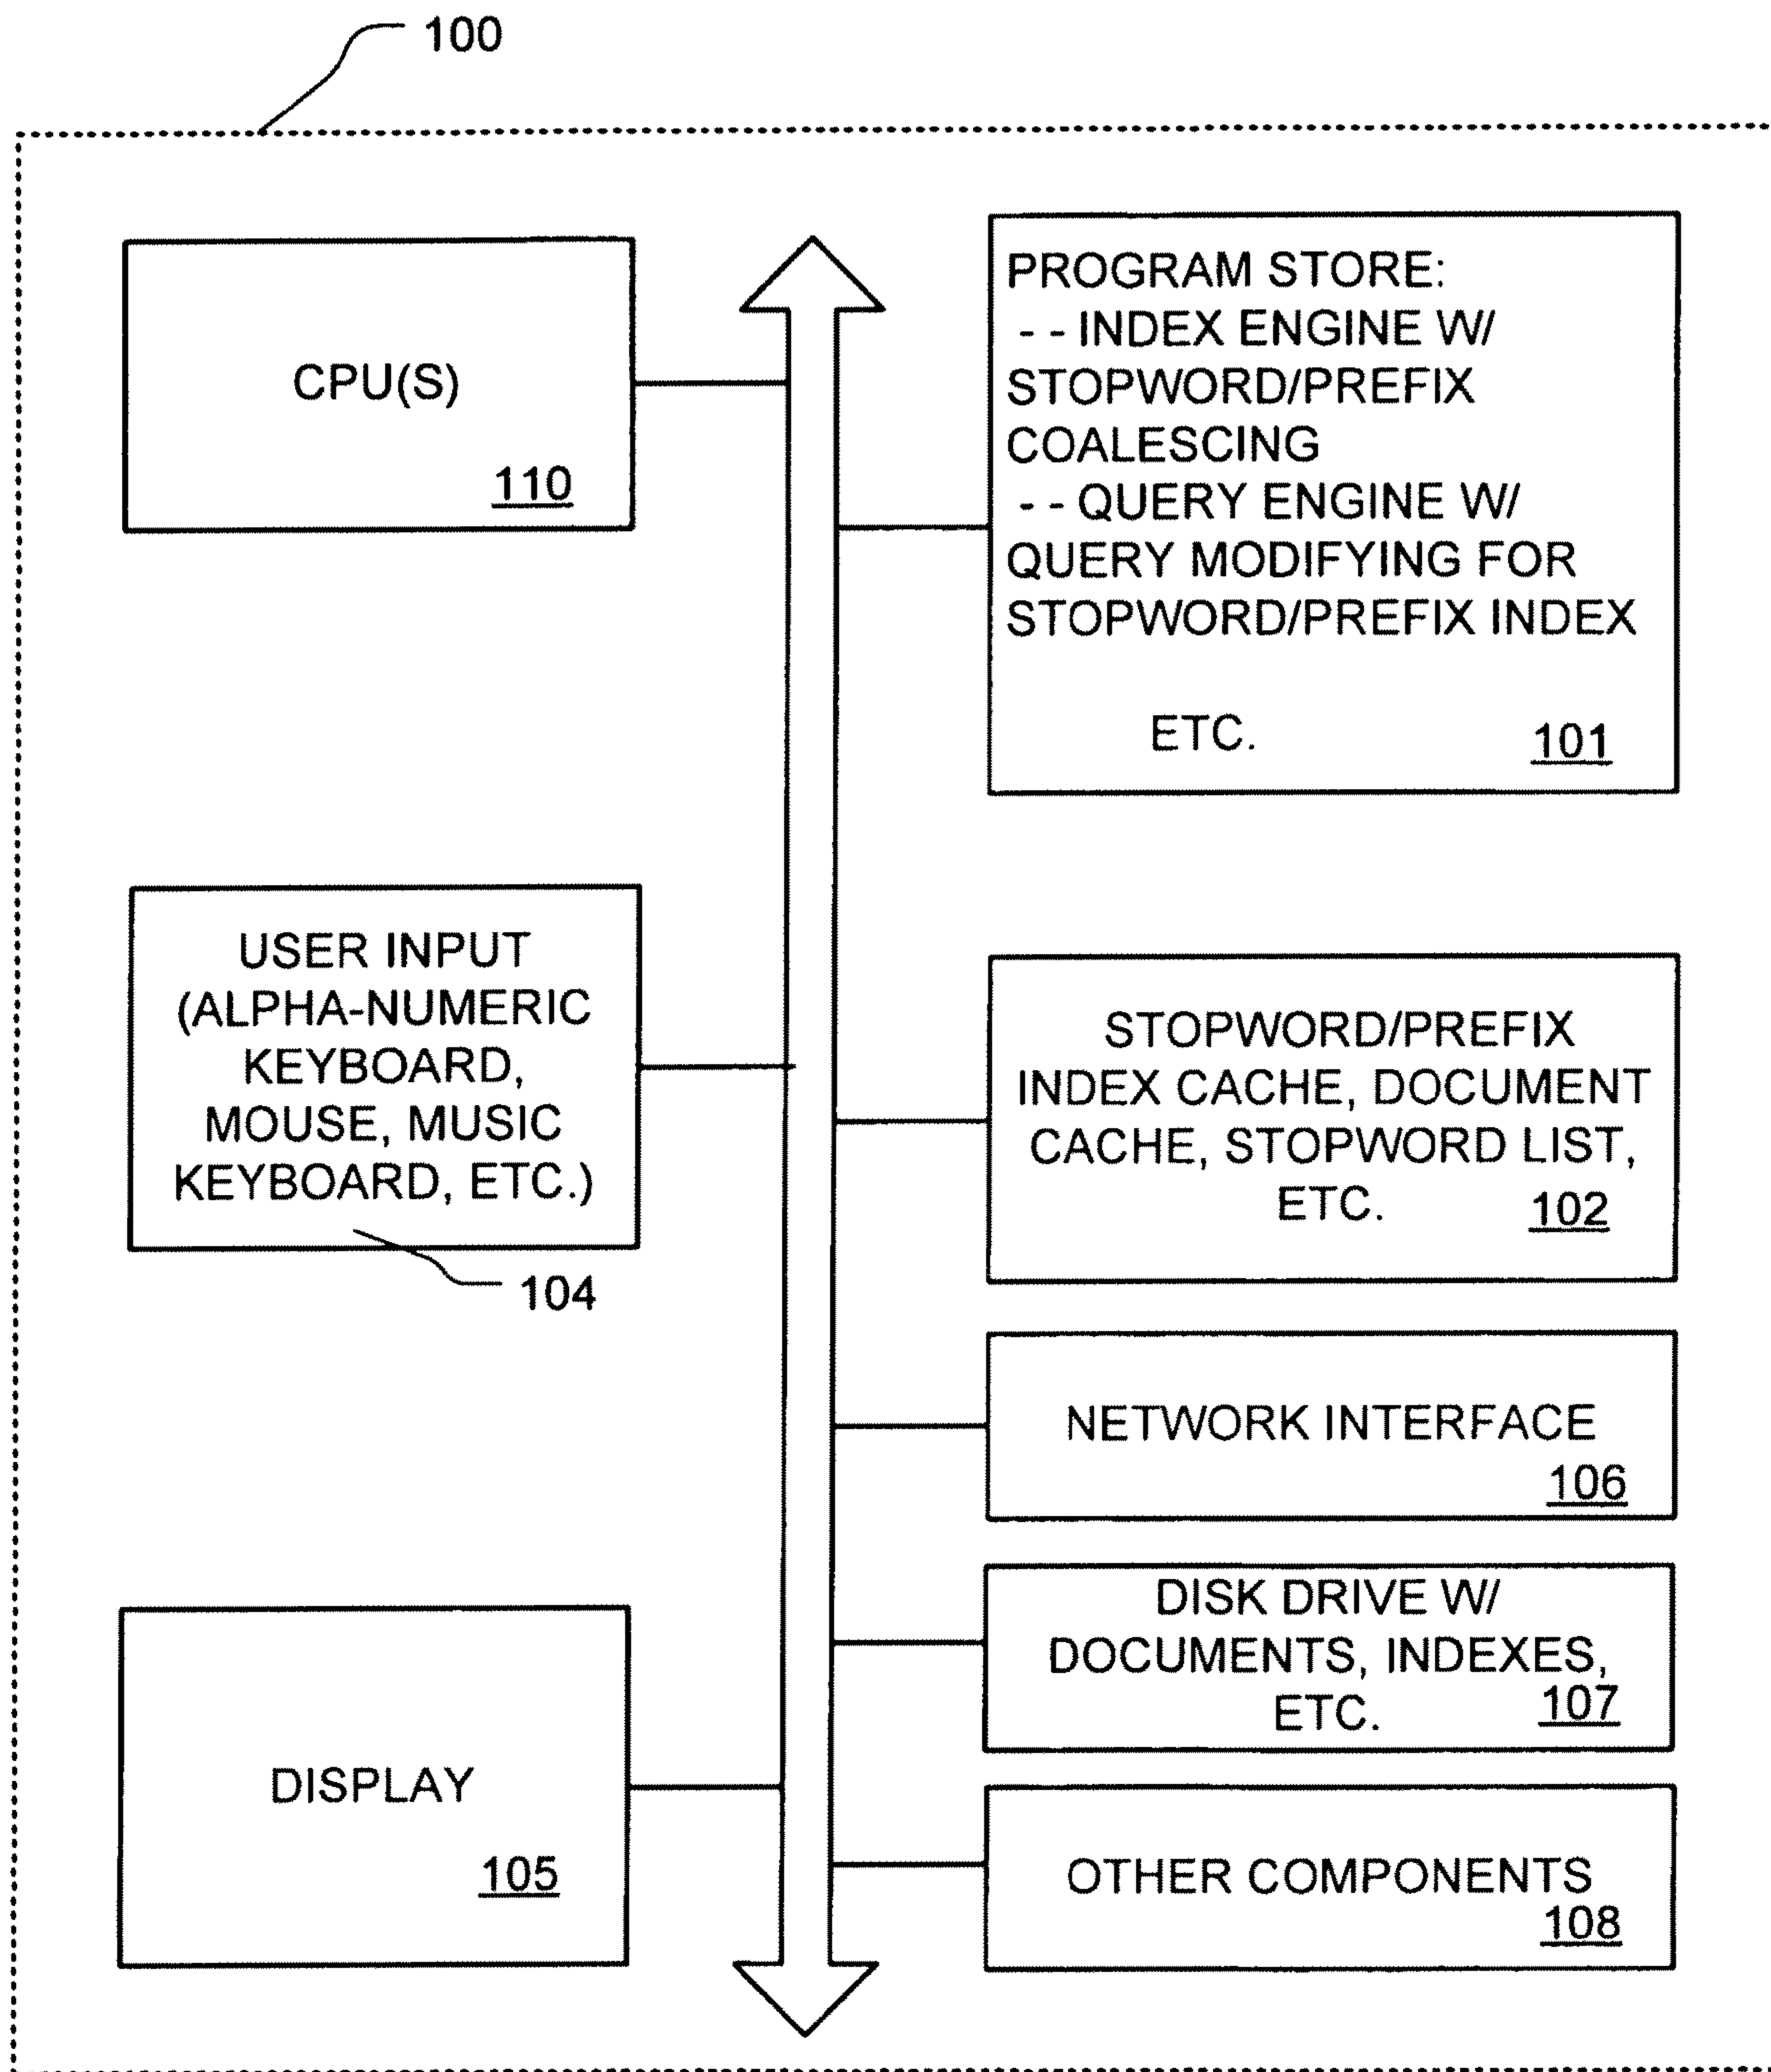 100
CPU(S)
110
PROGRAM STORE:
- - INDEX ENGINE W/
STOPWORD/PREFIX
COALESCING
- - QUERY ENGINE W/
QUERY MODIFYING FOR
STOPWORD/PREFIX INDEX
ETC.
101
USER INPUT
(ALPHA-NUMERIC
KEYBOARD,
MOUSE, MUSIC
KEYBOARD, ETC.)
104
STOPWORD/PREFIX
INDEX CACHE, DOCUMENT
CACHE, STOPWORD LIST,
ETC.
102
NETWORK INTERFACE
106
DISK DRIVE W/
DOCUMENTS, INDEXES,
ETC.
107
DISPLAY
105
OTHER COMPONENTS
108